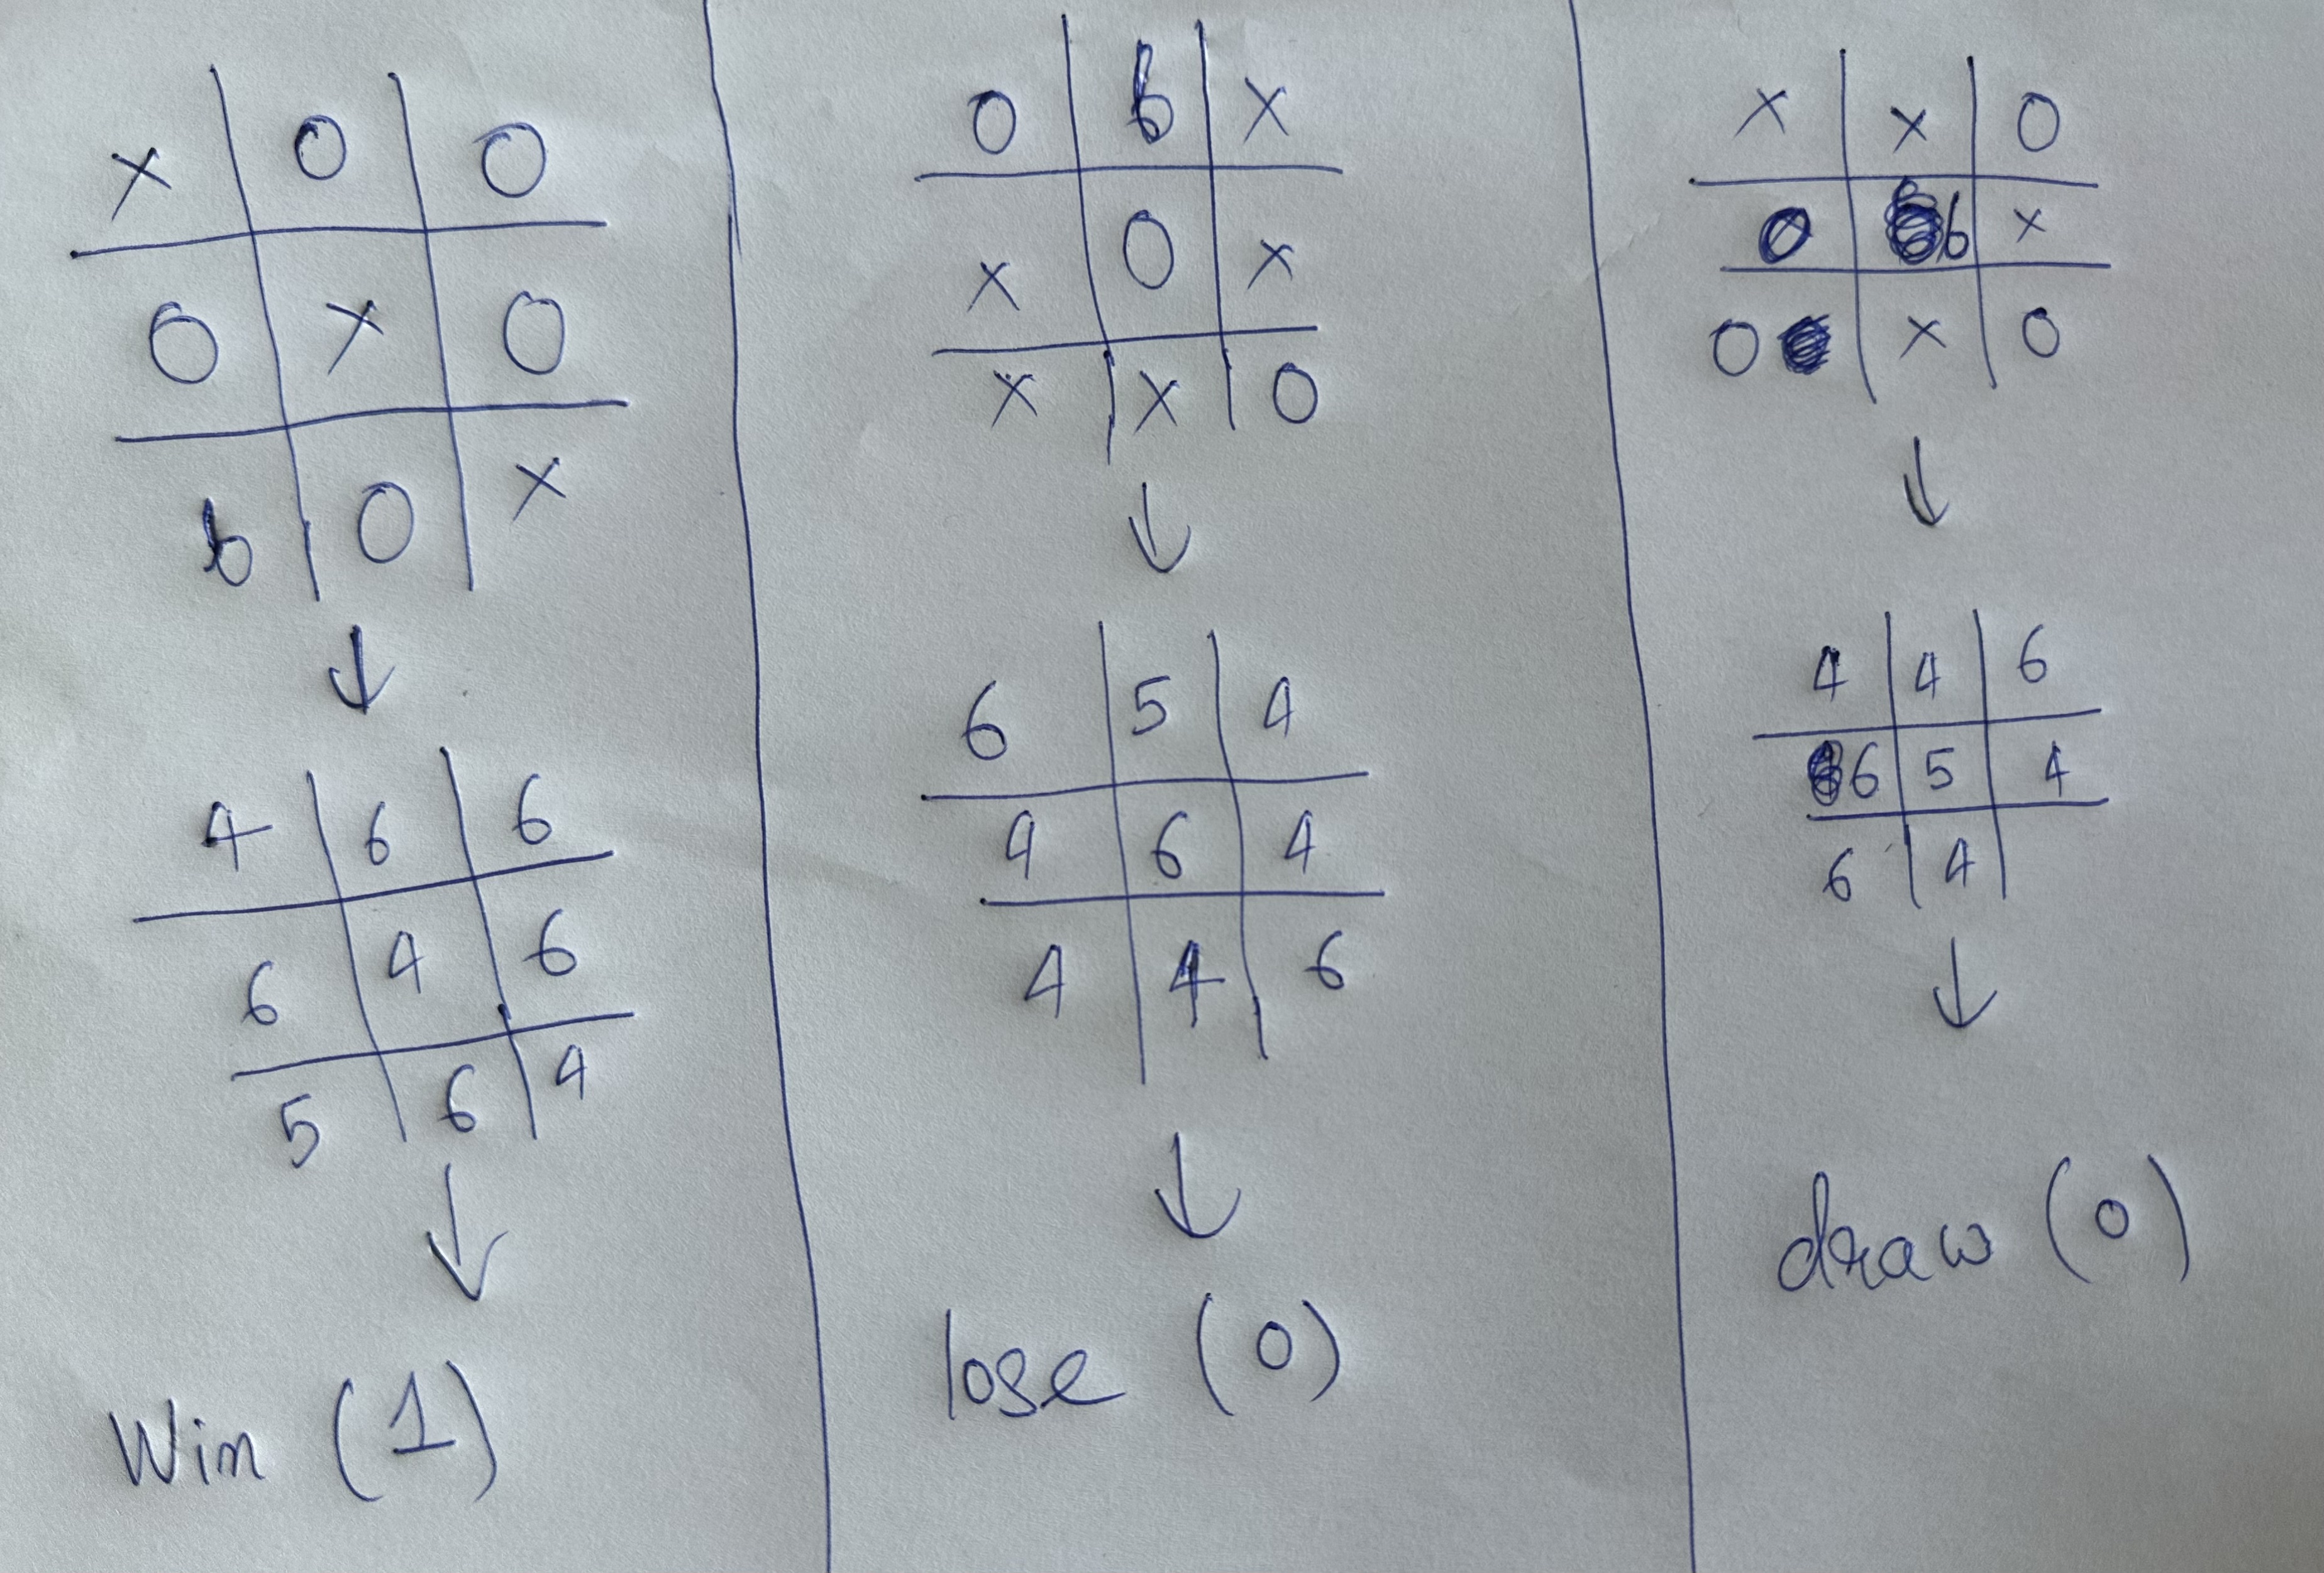 X O O
O X O
b O X
4 6 6
6 4 6
5 6 4
Win (1)
O b X
X O X
X X O
6 5 4
4 6 4
4 4 6
lose (0)
X X O
O b X
O X O
4 4 6
6 5 4
6 4
draw (0)